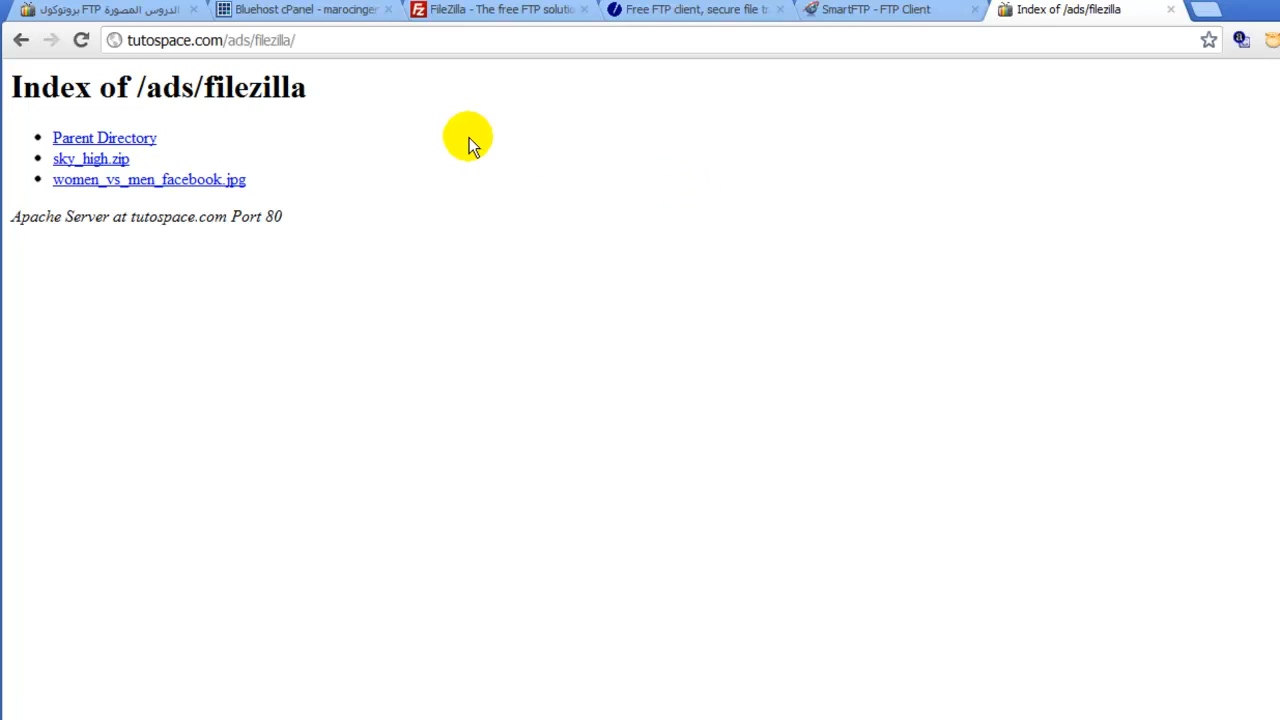 الدروس المصورة FTP بروتوكول
Bluehost cPanel - marocinger
FileZilla - The free FTP solutio
Free FTP client, secure file tr
SmartFTP - FTP Client
Index of /ads/filezilla
tutospace.com/ads/filezilla/
Index of /ads/filezilla
Parent Directory
sky_high.zip
women_vs_men_facebook.jpg
Apache Server at tutospace.com Port 80